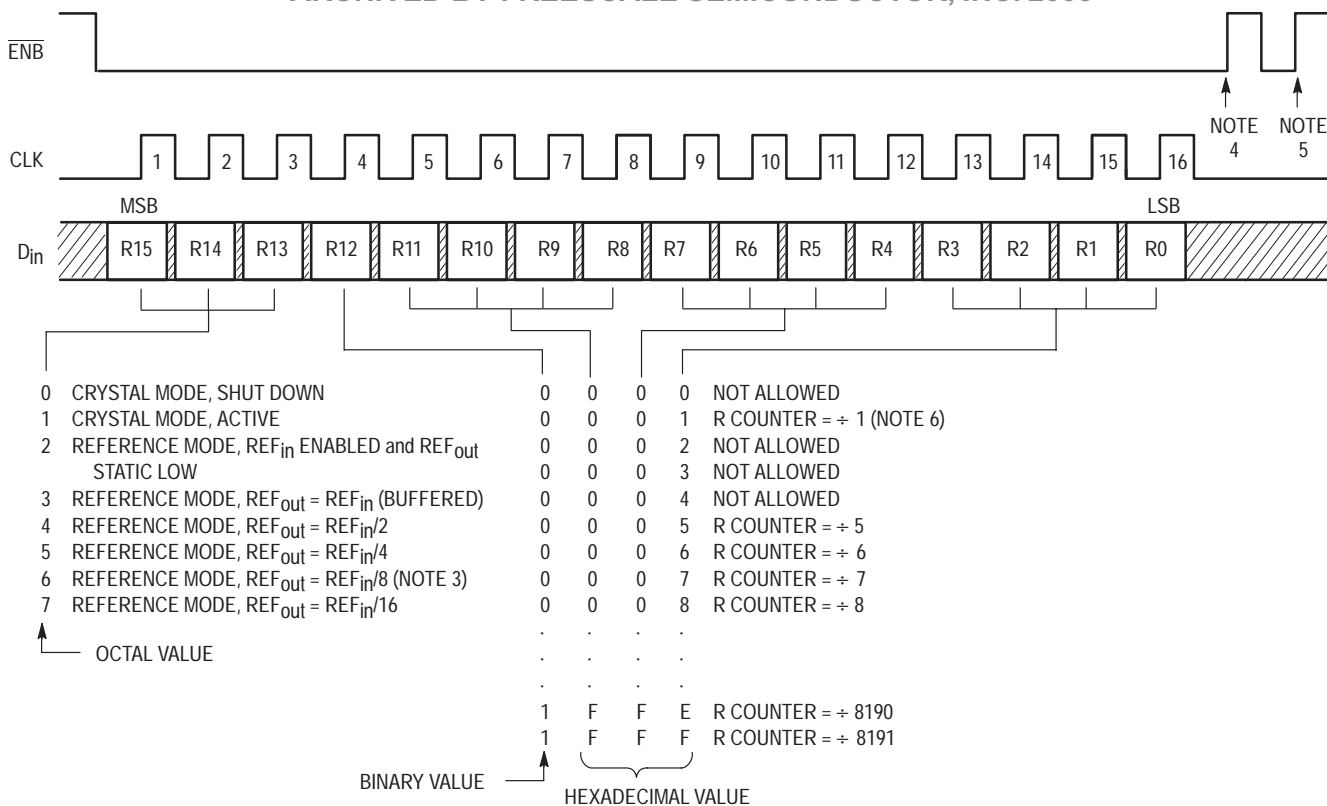 ENB
NOTE 4
NOTE 5
CLK
1 2 3 4 5 6 7 8 9 10 11 12 13 14 15 16
MSB
LSB
Din
R15 R14 R13 R12 R11 R10 R9 R8 R7 R6 R5 R4 R3 R2 R1 R0
0 CRYSTAL MODE, SHUT DOWN
1 CRYSTAL MODE, ACTIVE
2 REFERENCE MODE, REFin ENABLED and REFout
STATIC LOW
3 REFERENCE MODE, REFout = REFin (BUFFERED)
4 REFERENCE MODE, REFout = REFin/2
5 REFERENCE MODE, REFout = REFin/4
6 REFERENCE MODE, REFout = REFin/8 (NOTE 3)
7 REFERENCE MODE, REFout = REFin/16
OCTAL VALUE
0 0 0 0 NOT ALLOWED
0 0 0 1 R COUNTER = ÷ 1 (NOTE 6)
0 0 0 2 NOT ALLOWED
0 0 0 3 NOT ALLOWED
0 0 0 4 NOT ALLOWED
0 0 0 5 R COUNTER = ÷ 5
0 0 0 6 R COUNTER = ÷ 6
0 0 0 7 R COUNTER = ÷ 7
0 0 0 8 R COUNTER = ÷ 8
. . . .
. . . .
. . . .
1 F F E R COUNTER = ÷ 8190
1 F F F R COUNTER = ÷ 8191
BINARY VALUE
HEXADECIMAL VALUE